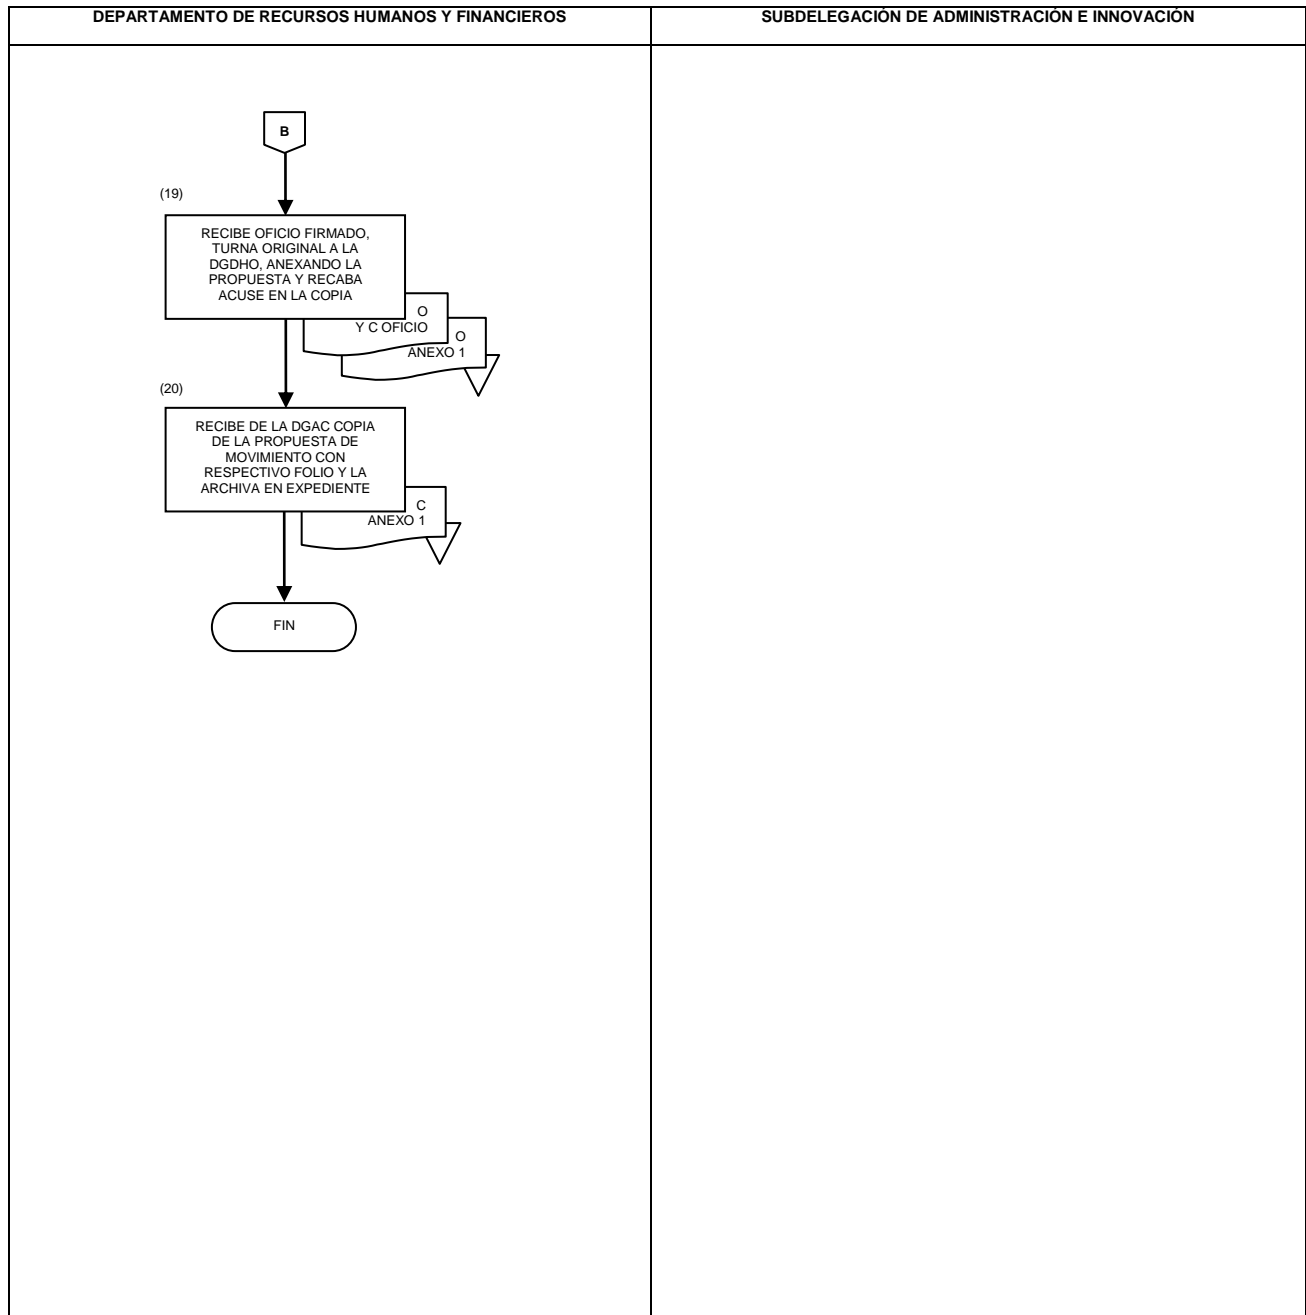 DEPARTAMENTO DE RECURSOS HUMANOS Y FINANCIEROS
SUBDELEGACIÓN DE ADMINISTRACIÓN E INNOVACIÓN
B
(19)
RECIBE OFICIO FIRMADO,
TURNA ORIGINAL A LA
DGDHO, ANEXANDO LA
PROPUESTA Y RECABA
ACUSE EN LA COPIA
O
Y C OFICIO
O
ANEXO 1
(20)
RECIBE DE LA DGAC COPIA
DE LA PROPUESTA DE
MOVIMIENTO CON
RESPECTIVO FOLIO Y LA
ARCHIVA EN EXPEDIENTE
C
ANEXO 1
FIN